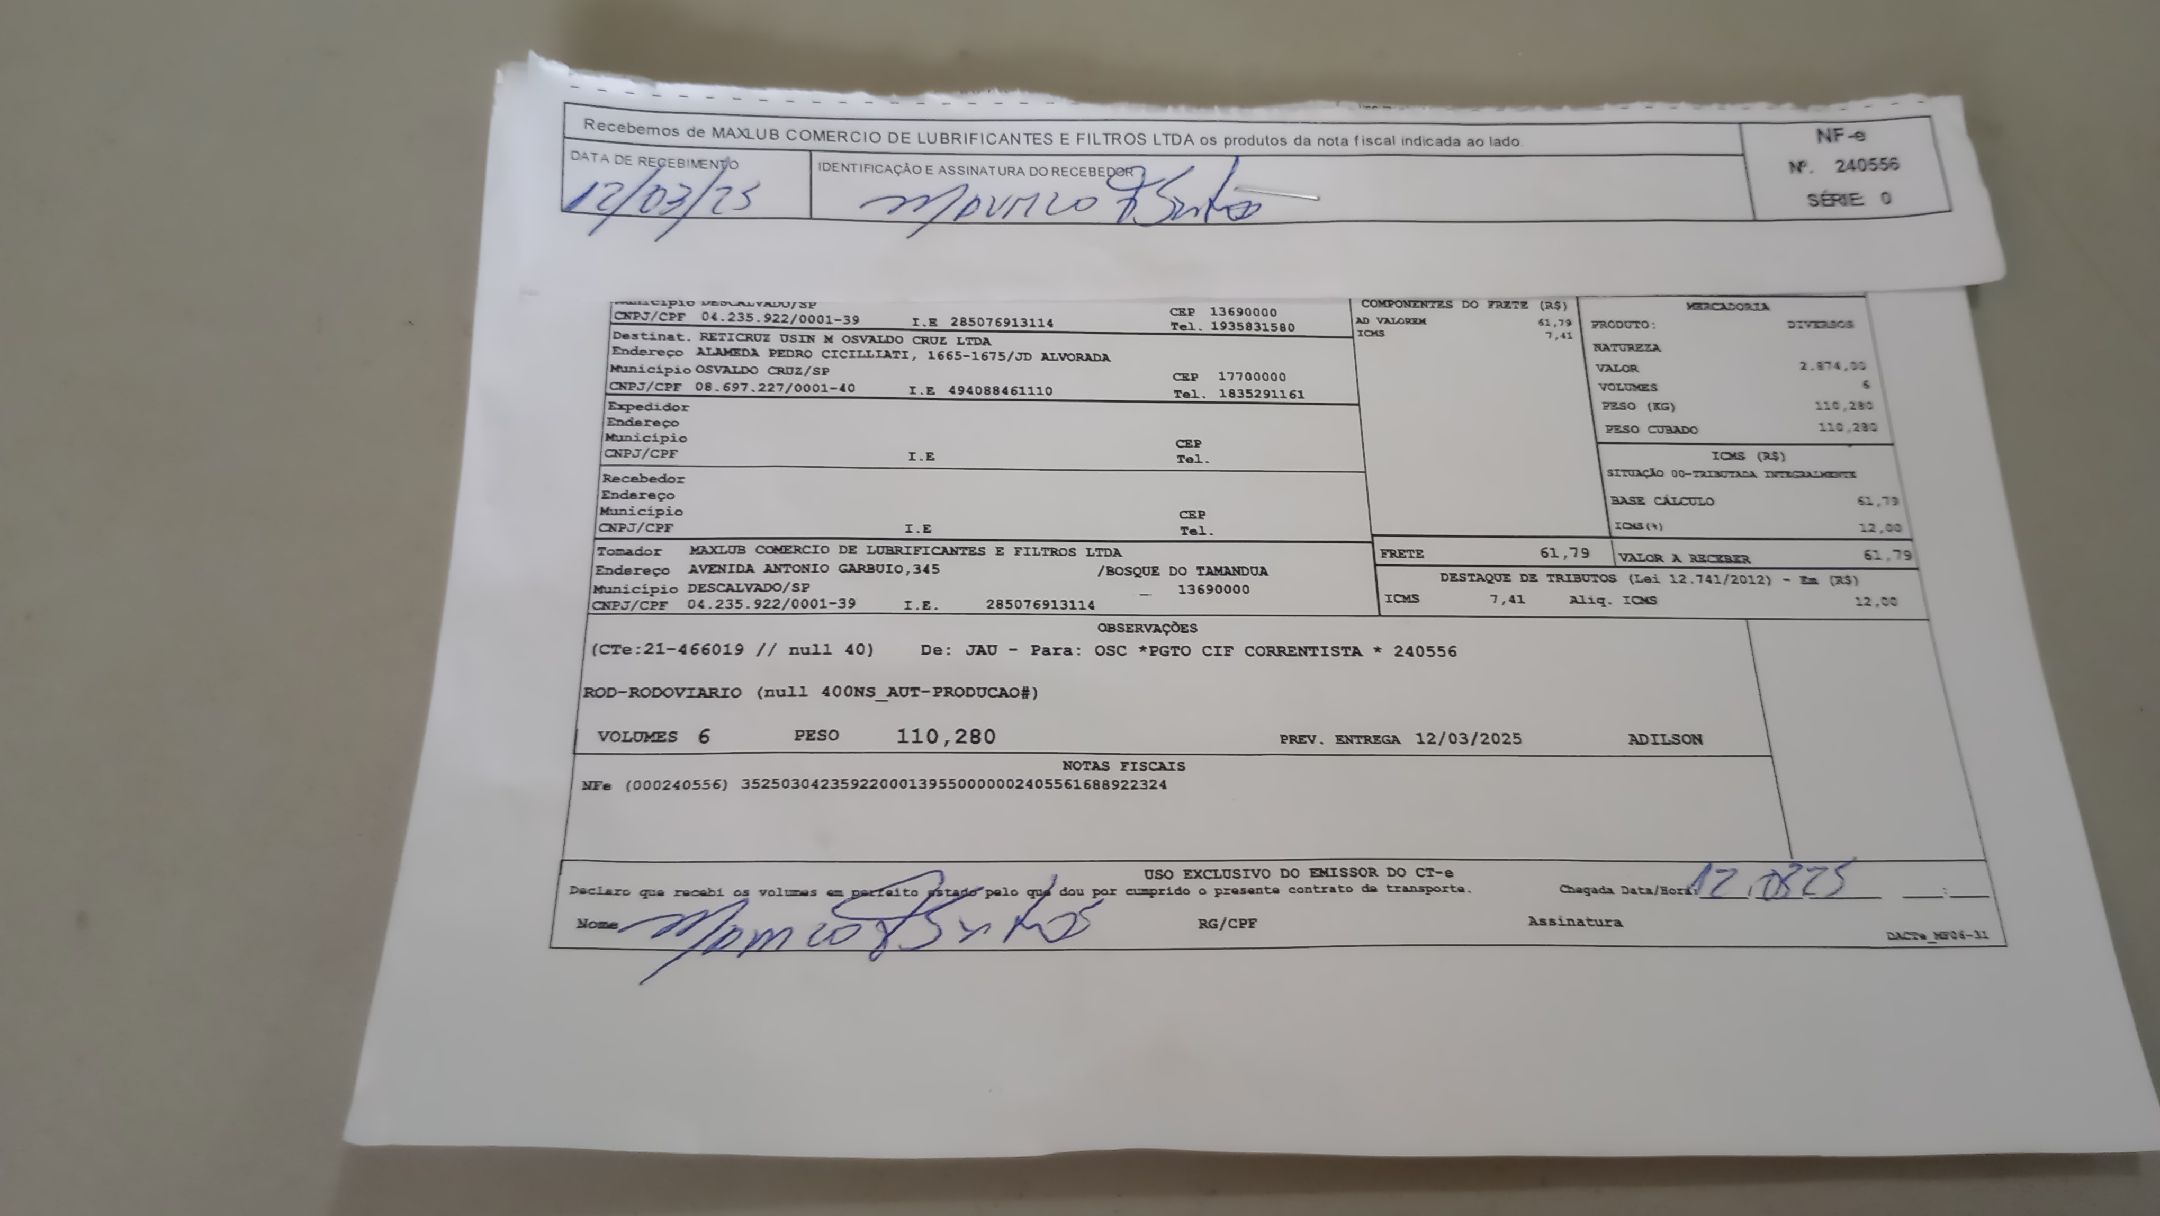 Recebemos de MAXLUB COMERCIO DE LUBRIFICANTES E FILTROS LTDA os produtos da nota fiscal indicada ao lado.
NF-e
Nº. 240556
SÉRIE: 0
DATA DE RECEBIMENTO
12/03/25
IDENTIFICAÇÃO E ASSINATURA DO RECEBEDOR
Município DESCALVADO/SP
CNPJ/CPF 04.235.922/0001-39 I.E 285076913114
CEP 13690000
Tel. 1935831580
Destinat. RETICRUZ USIN M OSVALDO CRUZ LTDA
Endereço ALAMEDA PEDRO CICILLIATI, 1665-1675/JD ALVORADA
Município OSVALDO CRUZ/SP CEP 17700000
CNPJ/CPF 08.697.227/0001-40 I.E 494088461110 Tel. 1835291161
Expedidor
Endereço
Município CEP
CNPJ/CPF I.E Tel.
Recebedor
Endereço
Município CEP
CNPJ/CPF I.E Tel.
Tomador MAXLUB COMERCIO DE LUBRIFICANTES E FILTROS LTDA
Endereço AVENIDA ANTONIO GARBUIO,345 /BOSQUE DO TAMANDUA
Município DESCALVADO/SP _ 13690000
CNPJ/CPF 04.235.922/0001-39 I.E. 285076913114
COMPONENTES DO FRETE (R$)
AD VALOREM 61,79
ICMS 7,41
MERCADORIA
PRODUTO: DIVERSOS
NATUREZA
VALOR 2.874,00
VOLUMES 6
PESO (KG) 110,280
PESO CUBADO 110,280
ICMS (R$)
SITUAÇÃO 00-TRIBUTADA INTEGRALMENTE
BASE CÁLCULO 61,79
ICMS(%) 12,00
FRETE 61,79 VALOR A RECEBER 61,79
DESTAQUE DE TRIBUTOS (Lei 12.741/2012) - Em (R$)
ICMS 7,41 Aliq. ICMS 12,00
OBSERVAÇÕES
(CTe:21-466019 // null 40) De: JAU - Para: OSC *PGTO CIF CORRENTISTA * 240556
ROD-RODOVIARIO (null 400NS_AUT-PRODUCAO#)
VOLUMES 6 PESO 110,280 PREV. ENTREGA 12/03/2025 ADILSON
NOTAS FISCAIS
NFe (000240556) 35250304235922000139550000002405561688922324
USO EXCLUSIVO DO EMISSOR DO CT-e
Declaro que recebi os volumes em perfeito estado pelo que dou por cumprido o presente contrato de transporte. Chegada Data/Hora:
Nome RG/CPF Assinatura
DACTe_MF06-31